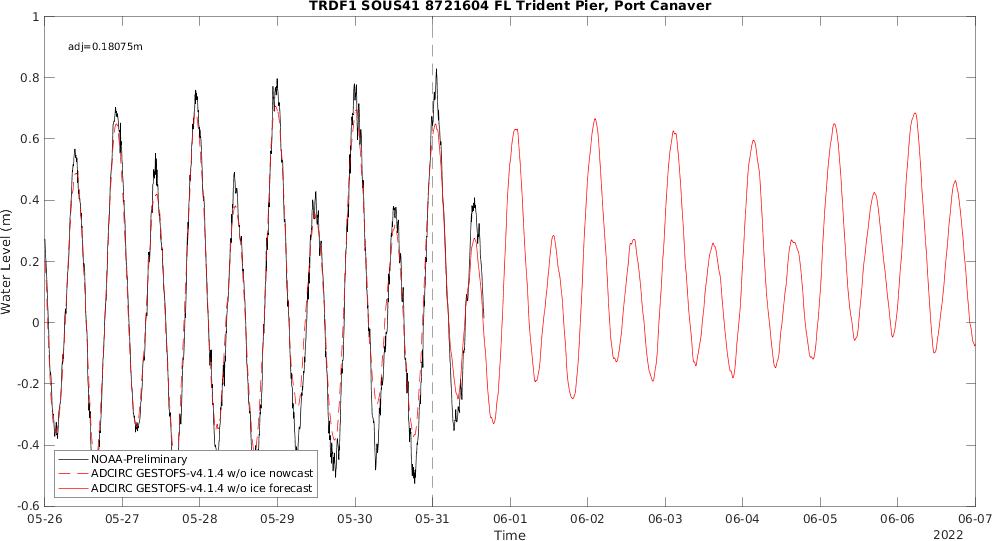 TRDF1 SOUS41 8721604 FL Trident Pier, Port Canaver
adj=0.18075m
Water Level (m)
1
0.8
0.6
0.4
0.2
0
-0.2
-0.4
-0.6
NOAA-Preliminary
ADCIRC GESTOFS-v4.1.4 w/o ice nowcast
ADCIRC GESTOFS-v4.1.4 w/o ice forecast
05-26 05-27 05-28 05-29 05-30 05-31 06-01 06-02 06-03 06-04 06-05 06-06 06-07
Time
2022